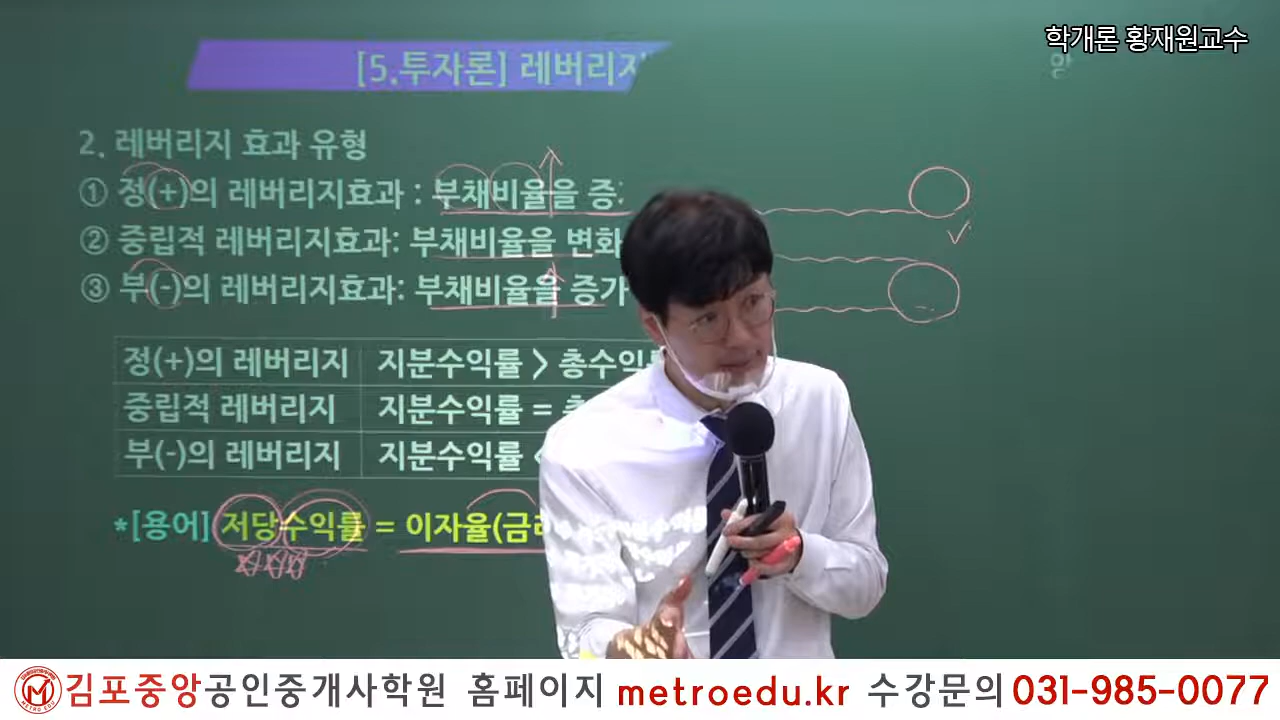 학개론 황재원교수
[5.투자론] 레버리지
2. 레버리지 효과 유형
① 정(+)의 레버리지효과 : 부채비율을 증
② 중립적 레버리지효과: 부채비율을 변화
③ 부(-)의 레버리지효과: 부채비율을 증가
정(+)의 레버리지 지분수익률 > 총수익률
중립적 레버리지 지분수익률 =
부(-)의 레버리지 지분수익률 <
*[용어] 저당수익률 = 이자율(금리
김포중앙공인중개사학원 홈페이지 metroedu.kr 수강문의 031-985-0077
METRO EDU